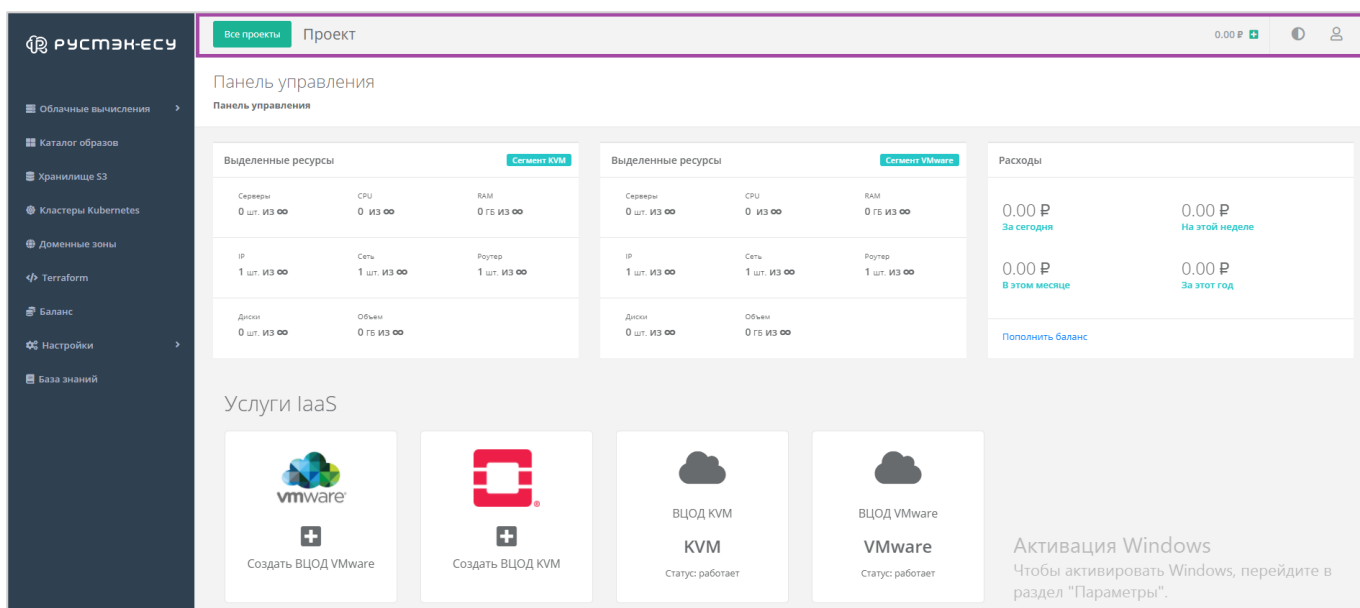 РУСТЭК-ЕСУ
Все проекты Проект 0.00 ₽
Облачные вычисления
Каталог образов
Хранилище S3
Кластеры Kubernetes
Доменные зоны
Terraform
Баланс
Настройки
База знаний
Панель управления
Панель управления
Выделенные ресурсы Сегмент KVM
Серверы CPU RAM
0 шт. из ∞ 0 из ∞ 0 ГБ из ∞
IP Сеть Роутер
1 шт. из ∞ 1 шт. из ∞ 1 шт. из ∞
Диски Объем
0 шт. из ∞ 0 ГБ из ∞
Выделенные ресурсы Сегмент VMware
Серверы CPU RAM
0 шт. из ∞ 0 из ∞ 0 ГБ из ∞
IP Сеть Роутер
1 шт. из ∞ 1 шт. из ∞ 1 шт. из ∞
Диски Объем
0 шт. из ∞ 0 ГБ из ∞
Расходы
0.00 ₽ 0.00 ₽
За сегодня На этой неделе
0.00 ₽ 0.00 ₽
В этом месяце За этот год
Пополнить баланс
Услуги IaaS
vmware
Создать ВЦОД VMware
Создать ВЦОД KVM
ВЦОД KVM
KVM
Статус: работает
ВЦОД VMware
VMware
Статус: работает
Активация Windows
Чтобы активировать Windows, перейдите в
раздел "Параметры".